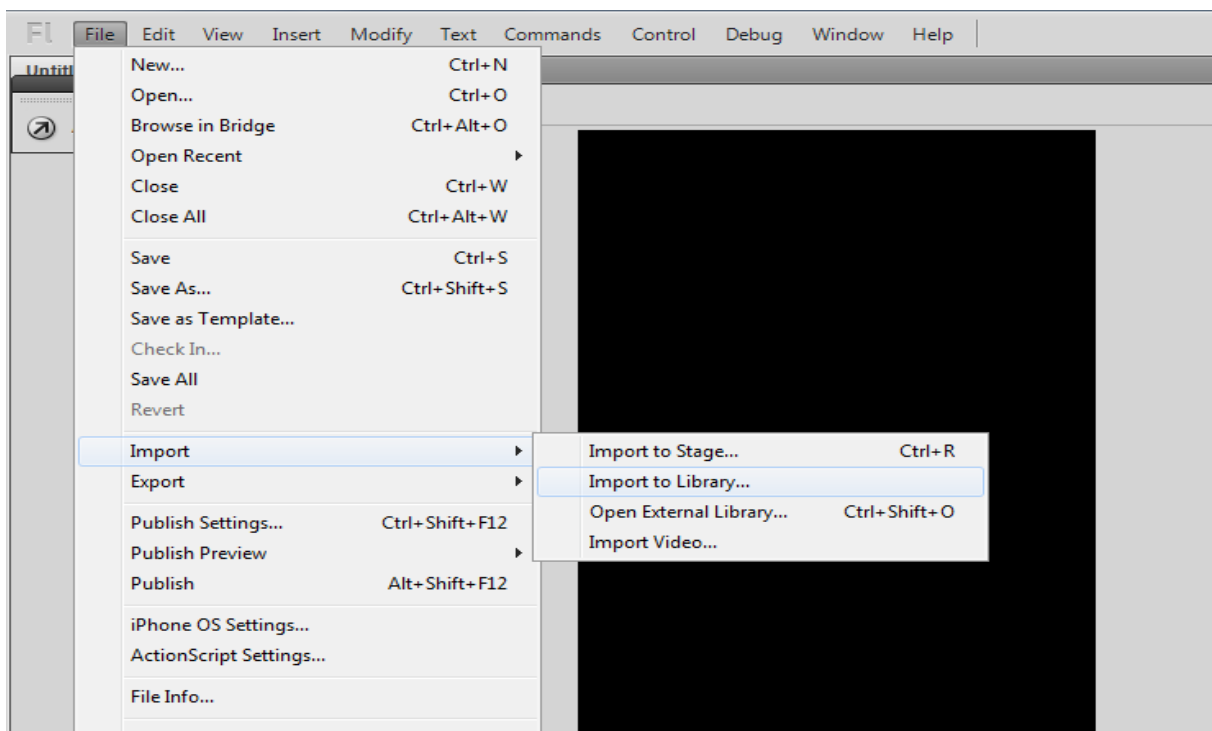 Fl File Edit View Insert Modify Text Commands Control Debug Window Help
New... Ctrl+N
Open... Ctrl+O
Browse in Bridge Ctrl+Alt+O
Open Recent
Close Ctrl+W
Close All Ctrl+Alt+W
Save Ctrl+S
Save As... Ctrl+Shift+S
Save as Template...
Check In...
Save All
Revert
Import
Export
Publish Settings... Ctrl+Shift+F12
Publish Preview
Publish Alt+Shift+F12
iPhone OS Settings...
ActionScript Settings...
File Info...
Import to Stage... Ctrl+R
Import to Library...
Open External Library... Ctrl+Shift+O
Import Video...